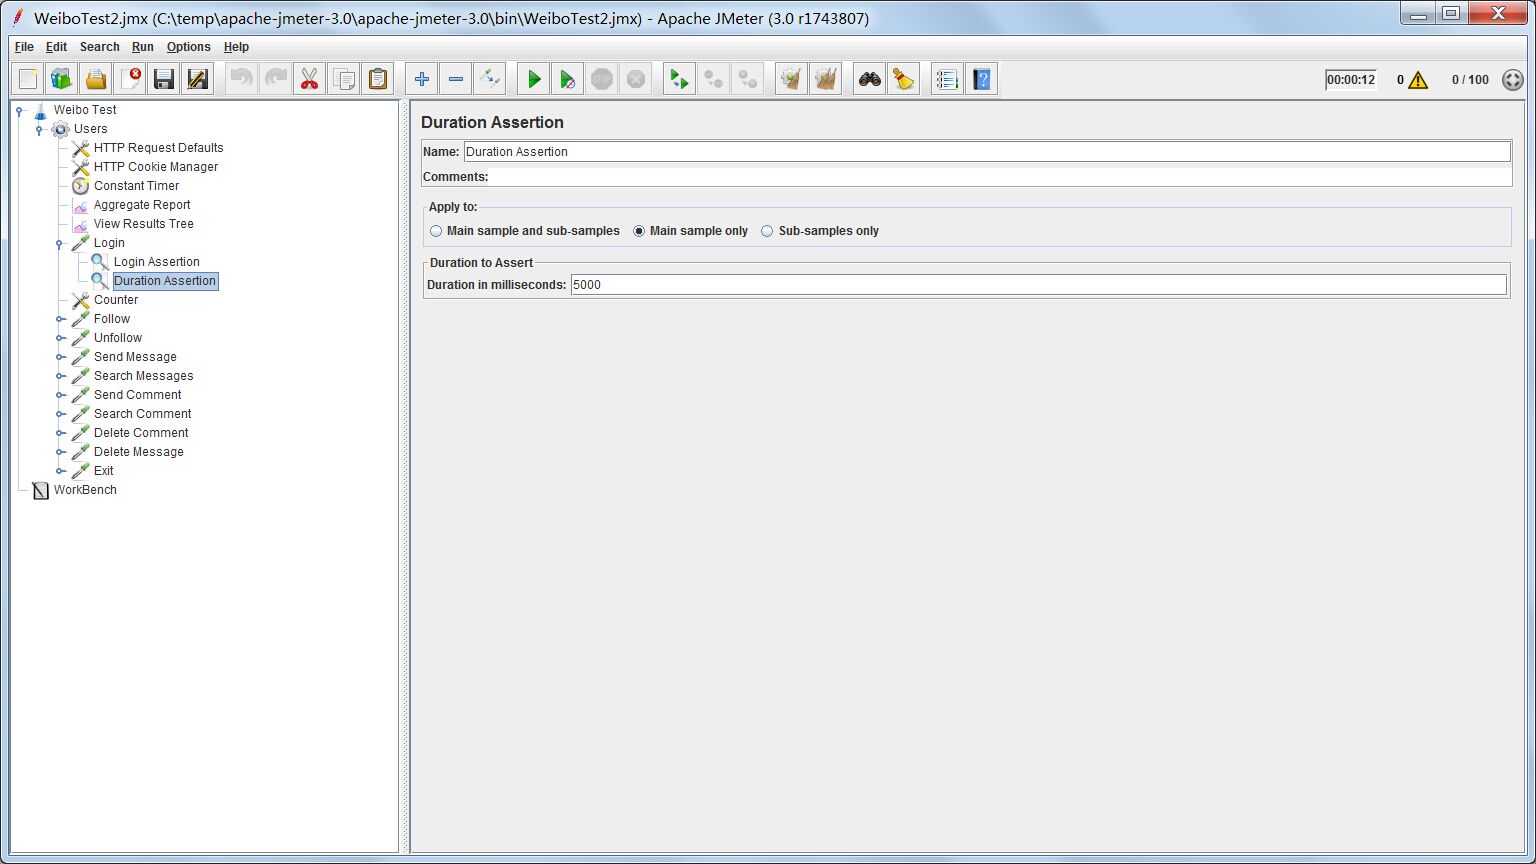 WeiboTest2.jmx (C:\temp\apache-jmeter-3.0\apache-jmeter-3.0\bin\WeiboTest2.jmx) - Apache JMeter (3.0 r1743807)
File Edit Search Run Options Help
STOP
00:00:12 0 0 / 100
Weibo Test
Users
HTTP Request Defaults
HTTP Cookie Manager
Constant Timer
Aggregate Report
View Results Tree
Login
Login Assertion
Duration Assertion
Counter
Follow
Unfollow
Send Message
Search Messages
Send Comment
Search Comment
Delete Comment
Delete Message
Exit
WorkBench
Duration Assertion
Name: Duration Assertion
Comments:
Apply to:
Main sample and sub-samples Main sample only Sub-samples only
Duration to Assert
Duration in milliseconds: 5000